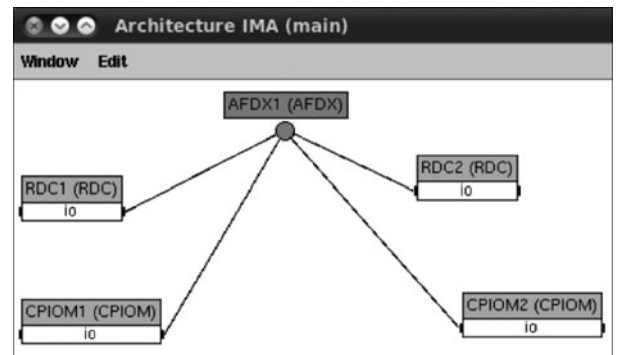 Architecture IMA (main)
Window Edit
AFDX1 (AFDX)
RDC2 (RDC)
io
RDC1 (RDC)
io
CPIOM1 (CPIOM)
io
CPIOM2 (CPIOM)
io